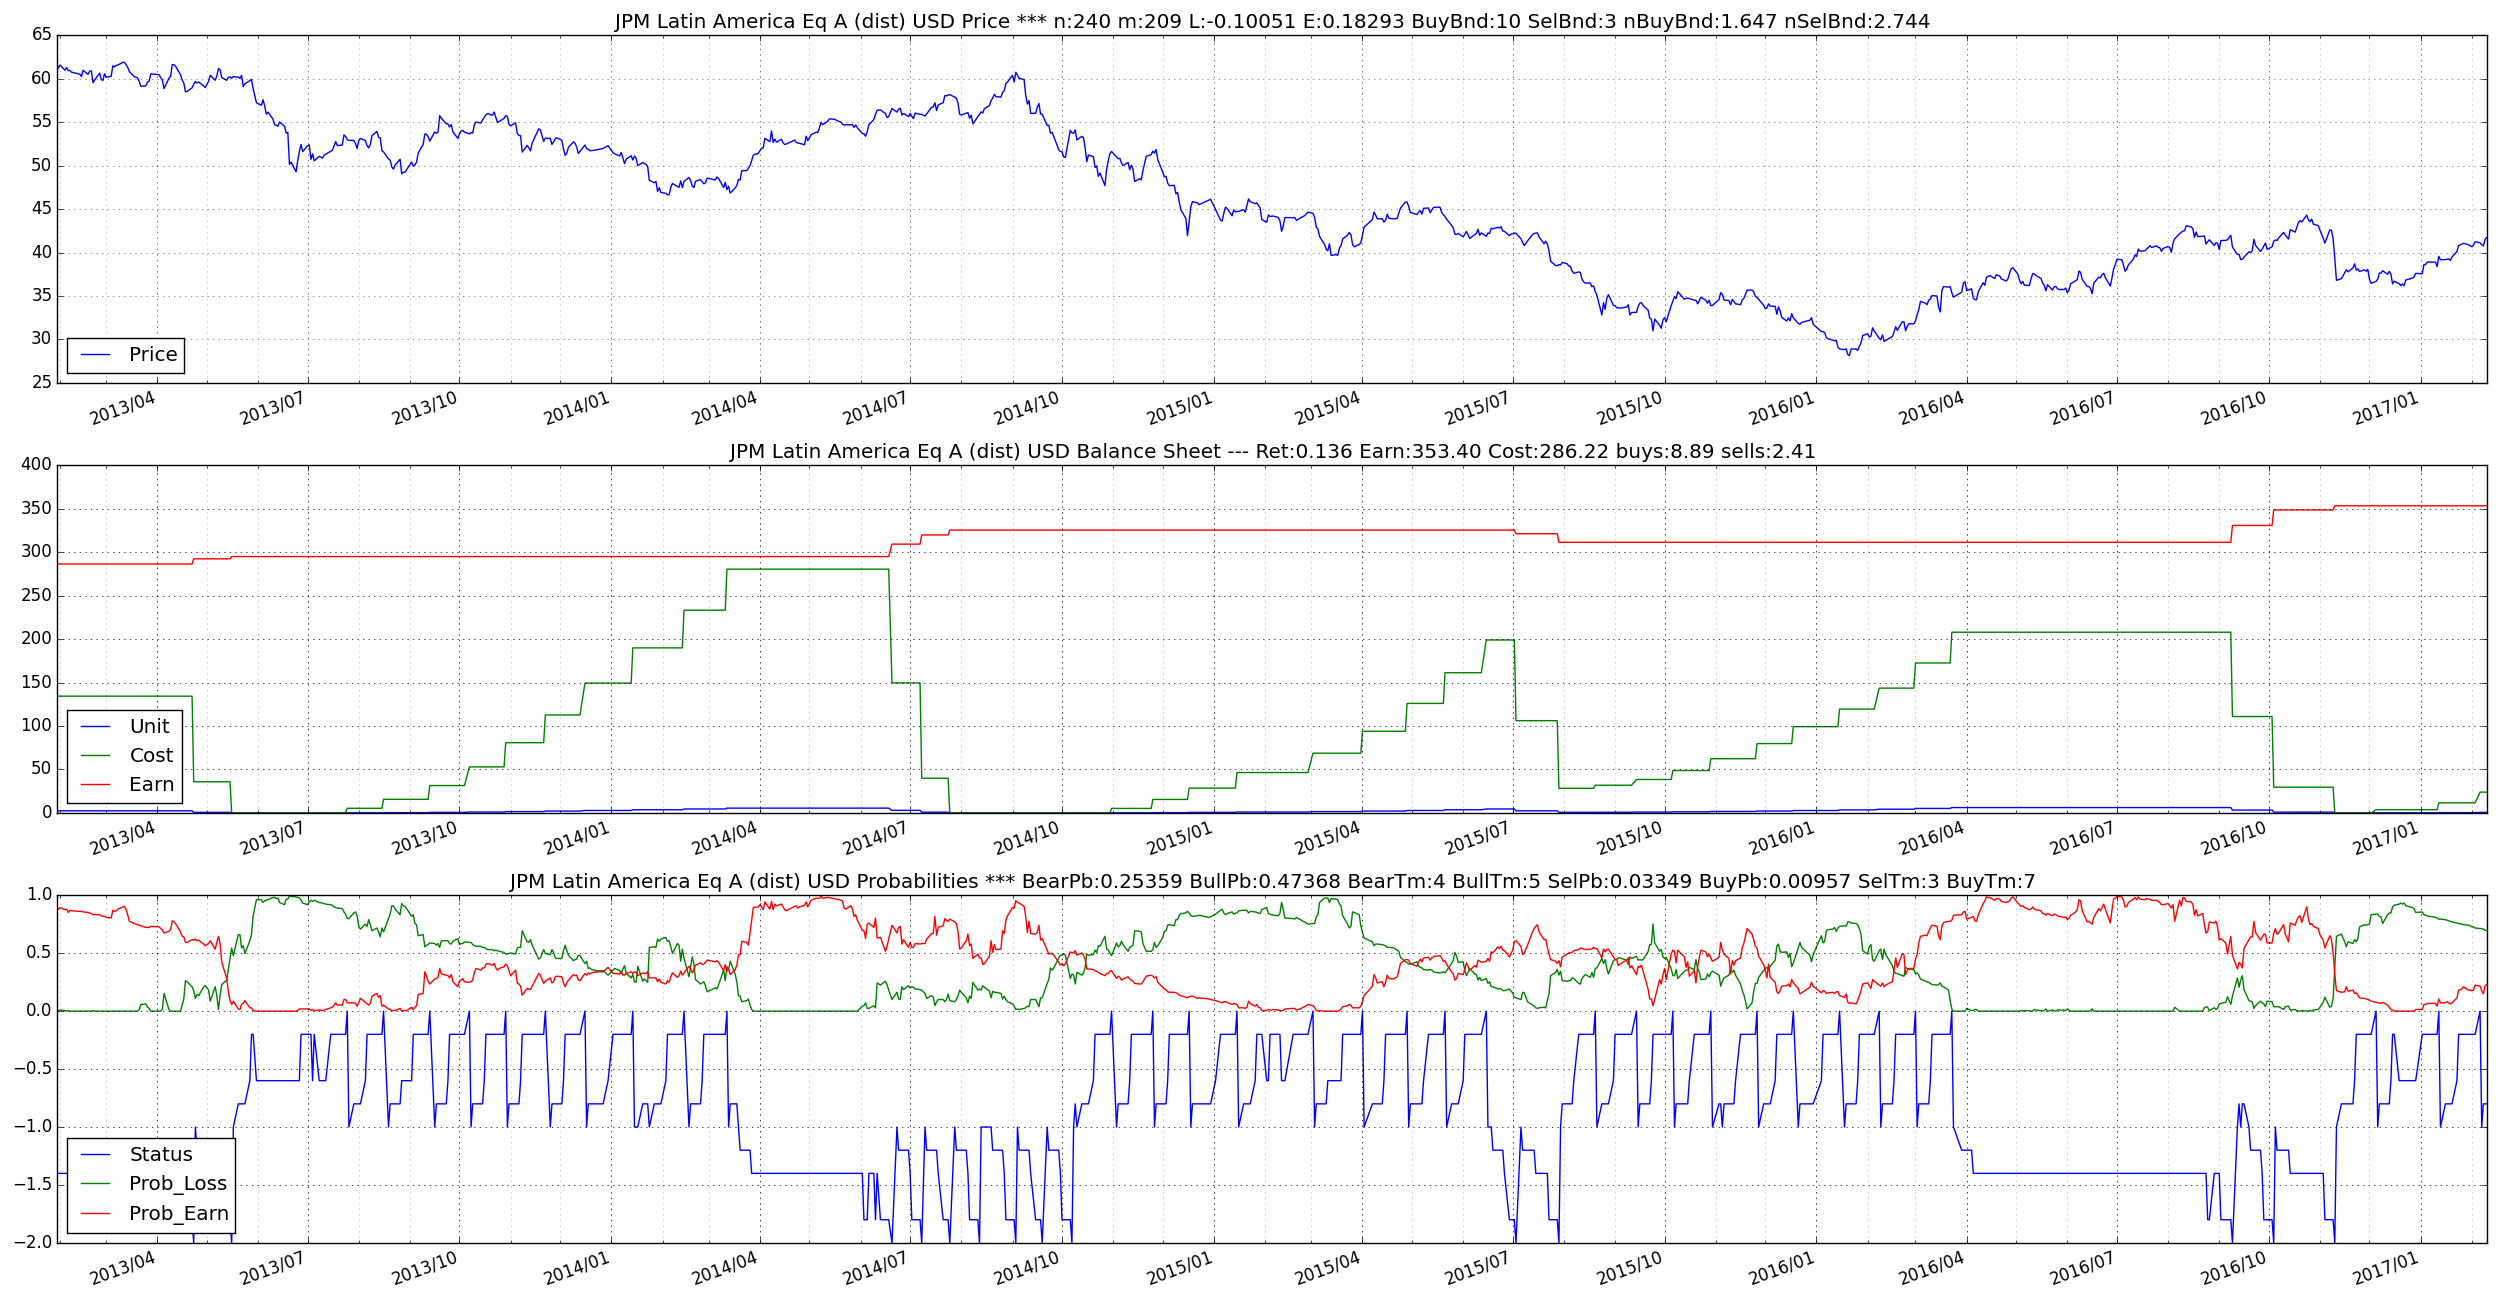 JPM Latin America Eq A (dist) USD Price *** n:240 m:209 L:-0.10051 E:0.18293 BuyBnd:10 SelBnd:3 nBuyBnd:1.647 nSelBnd:2.744
65
60
55
50
45
40
35
30
25
Price
2013/04 2013/07 2013/10 2014/01 2014/04 2014/07 2014/10 2015/01 2015/04 2015/07 2015/10 2016/01 2016/04 2016/07 2016/10 2017/01
JPM Latin America Eq A (dist) USD Balance Sheet --- Ret:0.136 Earn:353.40 Cost:286.22 buys:8.89 sells:2.41
400
350
300
250
200
150
100
50
0
Unit
Cost
Earn
2013/04 2013/07 2013/10 2014/01 2014/04 2014/07 2014/10 2015/01 2015/04 2015/07 2015/10 2016/01 2016/04 2016/07 2016/10 2017/01
JPM Latin America Eq A (dist) USD Probabilities *** BearPb:0.25359 BullPb:0.47368 BearTm:4 BullTm:5 SelPb:0.03349 BuyPb:0.00957 SelTm:3 BuyTm:7
1.0
0.5
0.0
−0.5
−1.0
−1.5
−2.0
Status
Prob_Loss
Prob_Earn
2013/04 2013/07 2013/10 2014/01 2014/04 2014/07 2014/10 2015/01 2015/04 2015/07 2015/10 2016/01 2016/04 2016/07 2016/10 2017/01